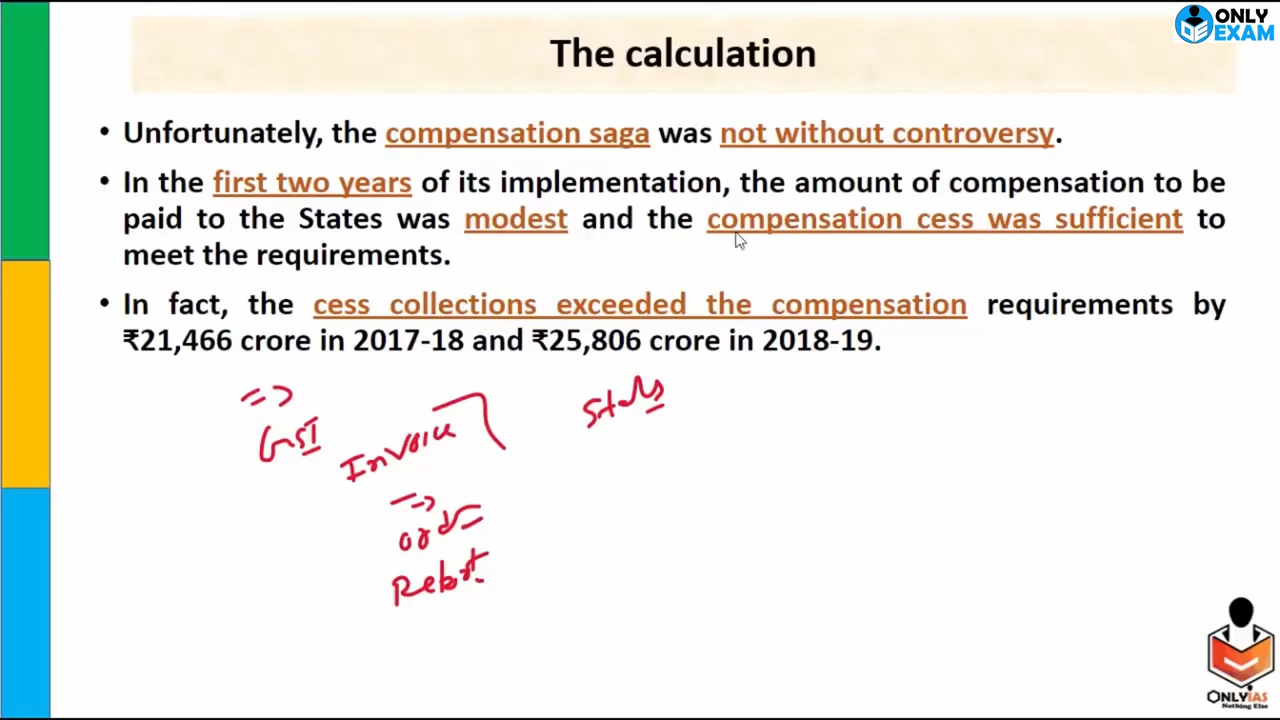 ONLY
EXAM
The calculation
• Unfortunately, the compensation saga was not without controversy.
• In the first two years of its implementation, the amount of compensation to be
paid to the States was modest and the compensation cess was sufficient to
meet the requirements.
• In fact, the cess collections exceeded the compensation requirements by
₹21,466 crore in 2017-18 and ₹25,806 crore in 2018-19.
=>
GST
Invoice
ONLYIAS
Nothing Else